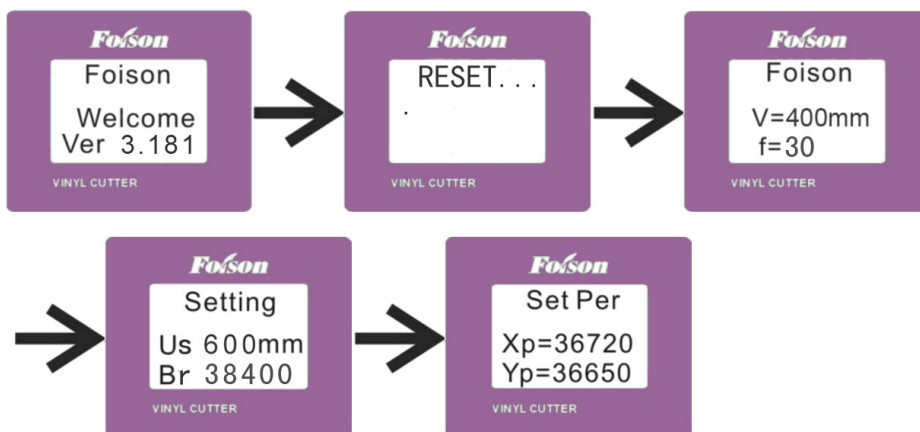 Foison
Foison
Welcome
Ver 3.181
VINYL CUTTER
Foison
RESET...
.
VINYL CUTTER
Foison
Foison
V=400mm
f=30
VINYL CUTTER
Foison
Setting
Us 600mm
Br 38400
VINYL CUTTER
Foison
Set Per
Xp=36720
Yp=36650
VINYL CUTTER